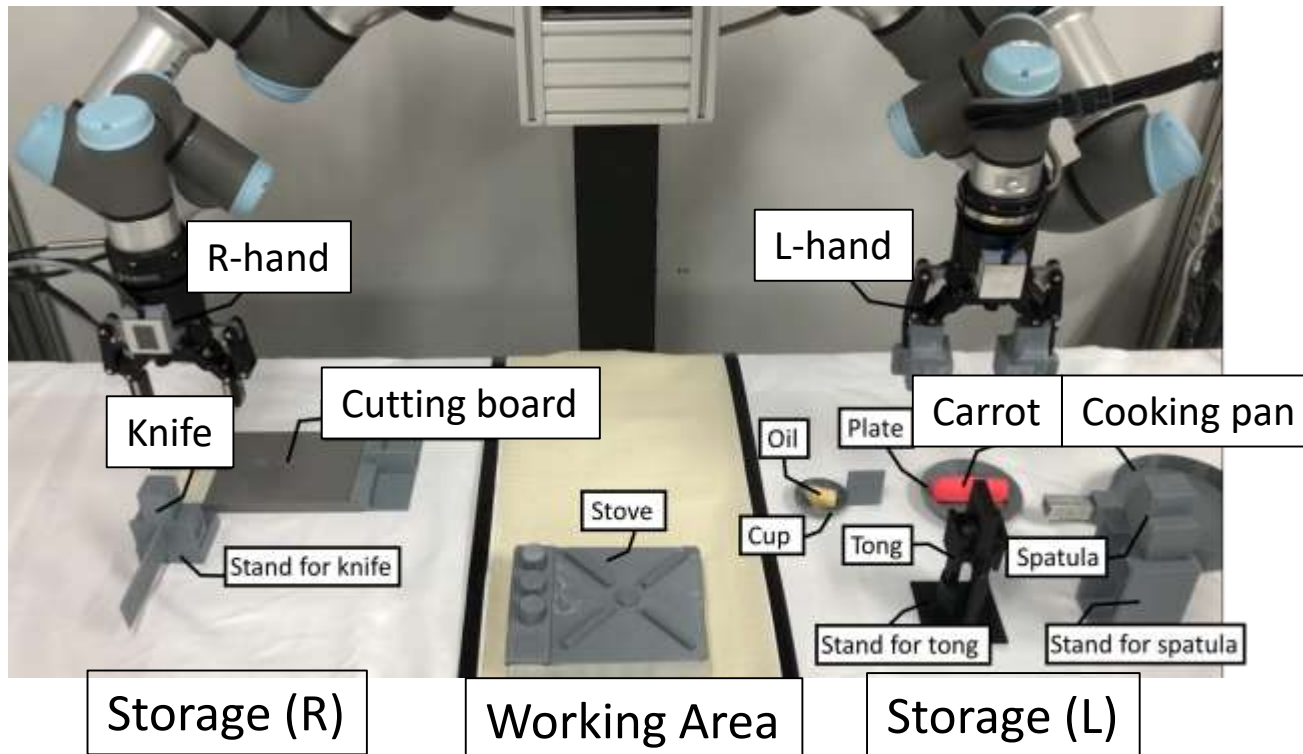 R-hand
L-hand
Knife
Cutting board
Oil
Plate
Carrot
Cooking pan
Stove
Cup
Tong
Spatula
Stand for knife
Stand for tong
Stand for spatula
Storage (R)
Working Area
Storage (L)